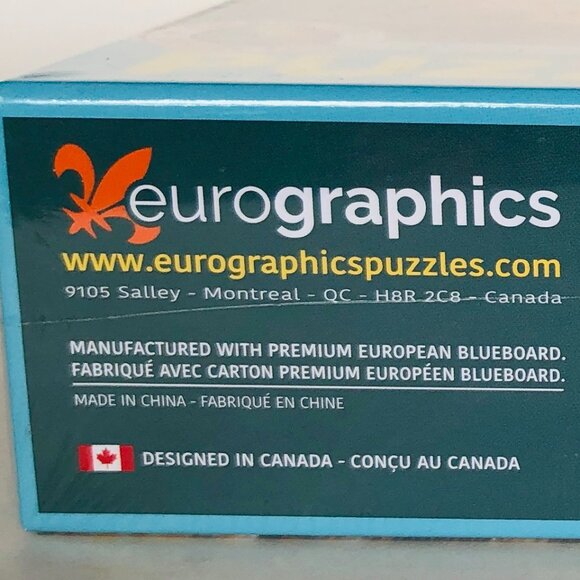 eurographics
www.eurographicspuzzles.com
9105 Salley - Montreal - QC - H8R 2C8 - Canada
MANUFACTURED WITH PREMIUM EUROPEAN BLUEBOARD.
FABRIQUÉ AVEC CARTON PREMIUM EUROPÉEN BLUEBOARD.
MADE IN CHINA - FABRIQUÉ EN CHINE
DESIGNED IN CANADA - CONÇU AU CANADA